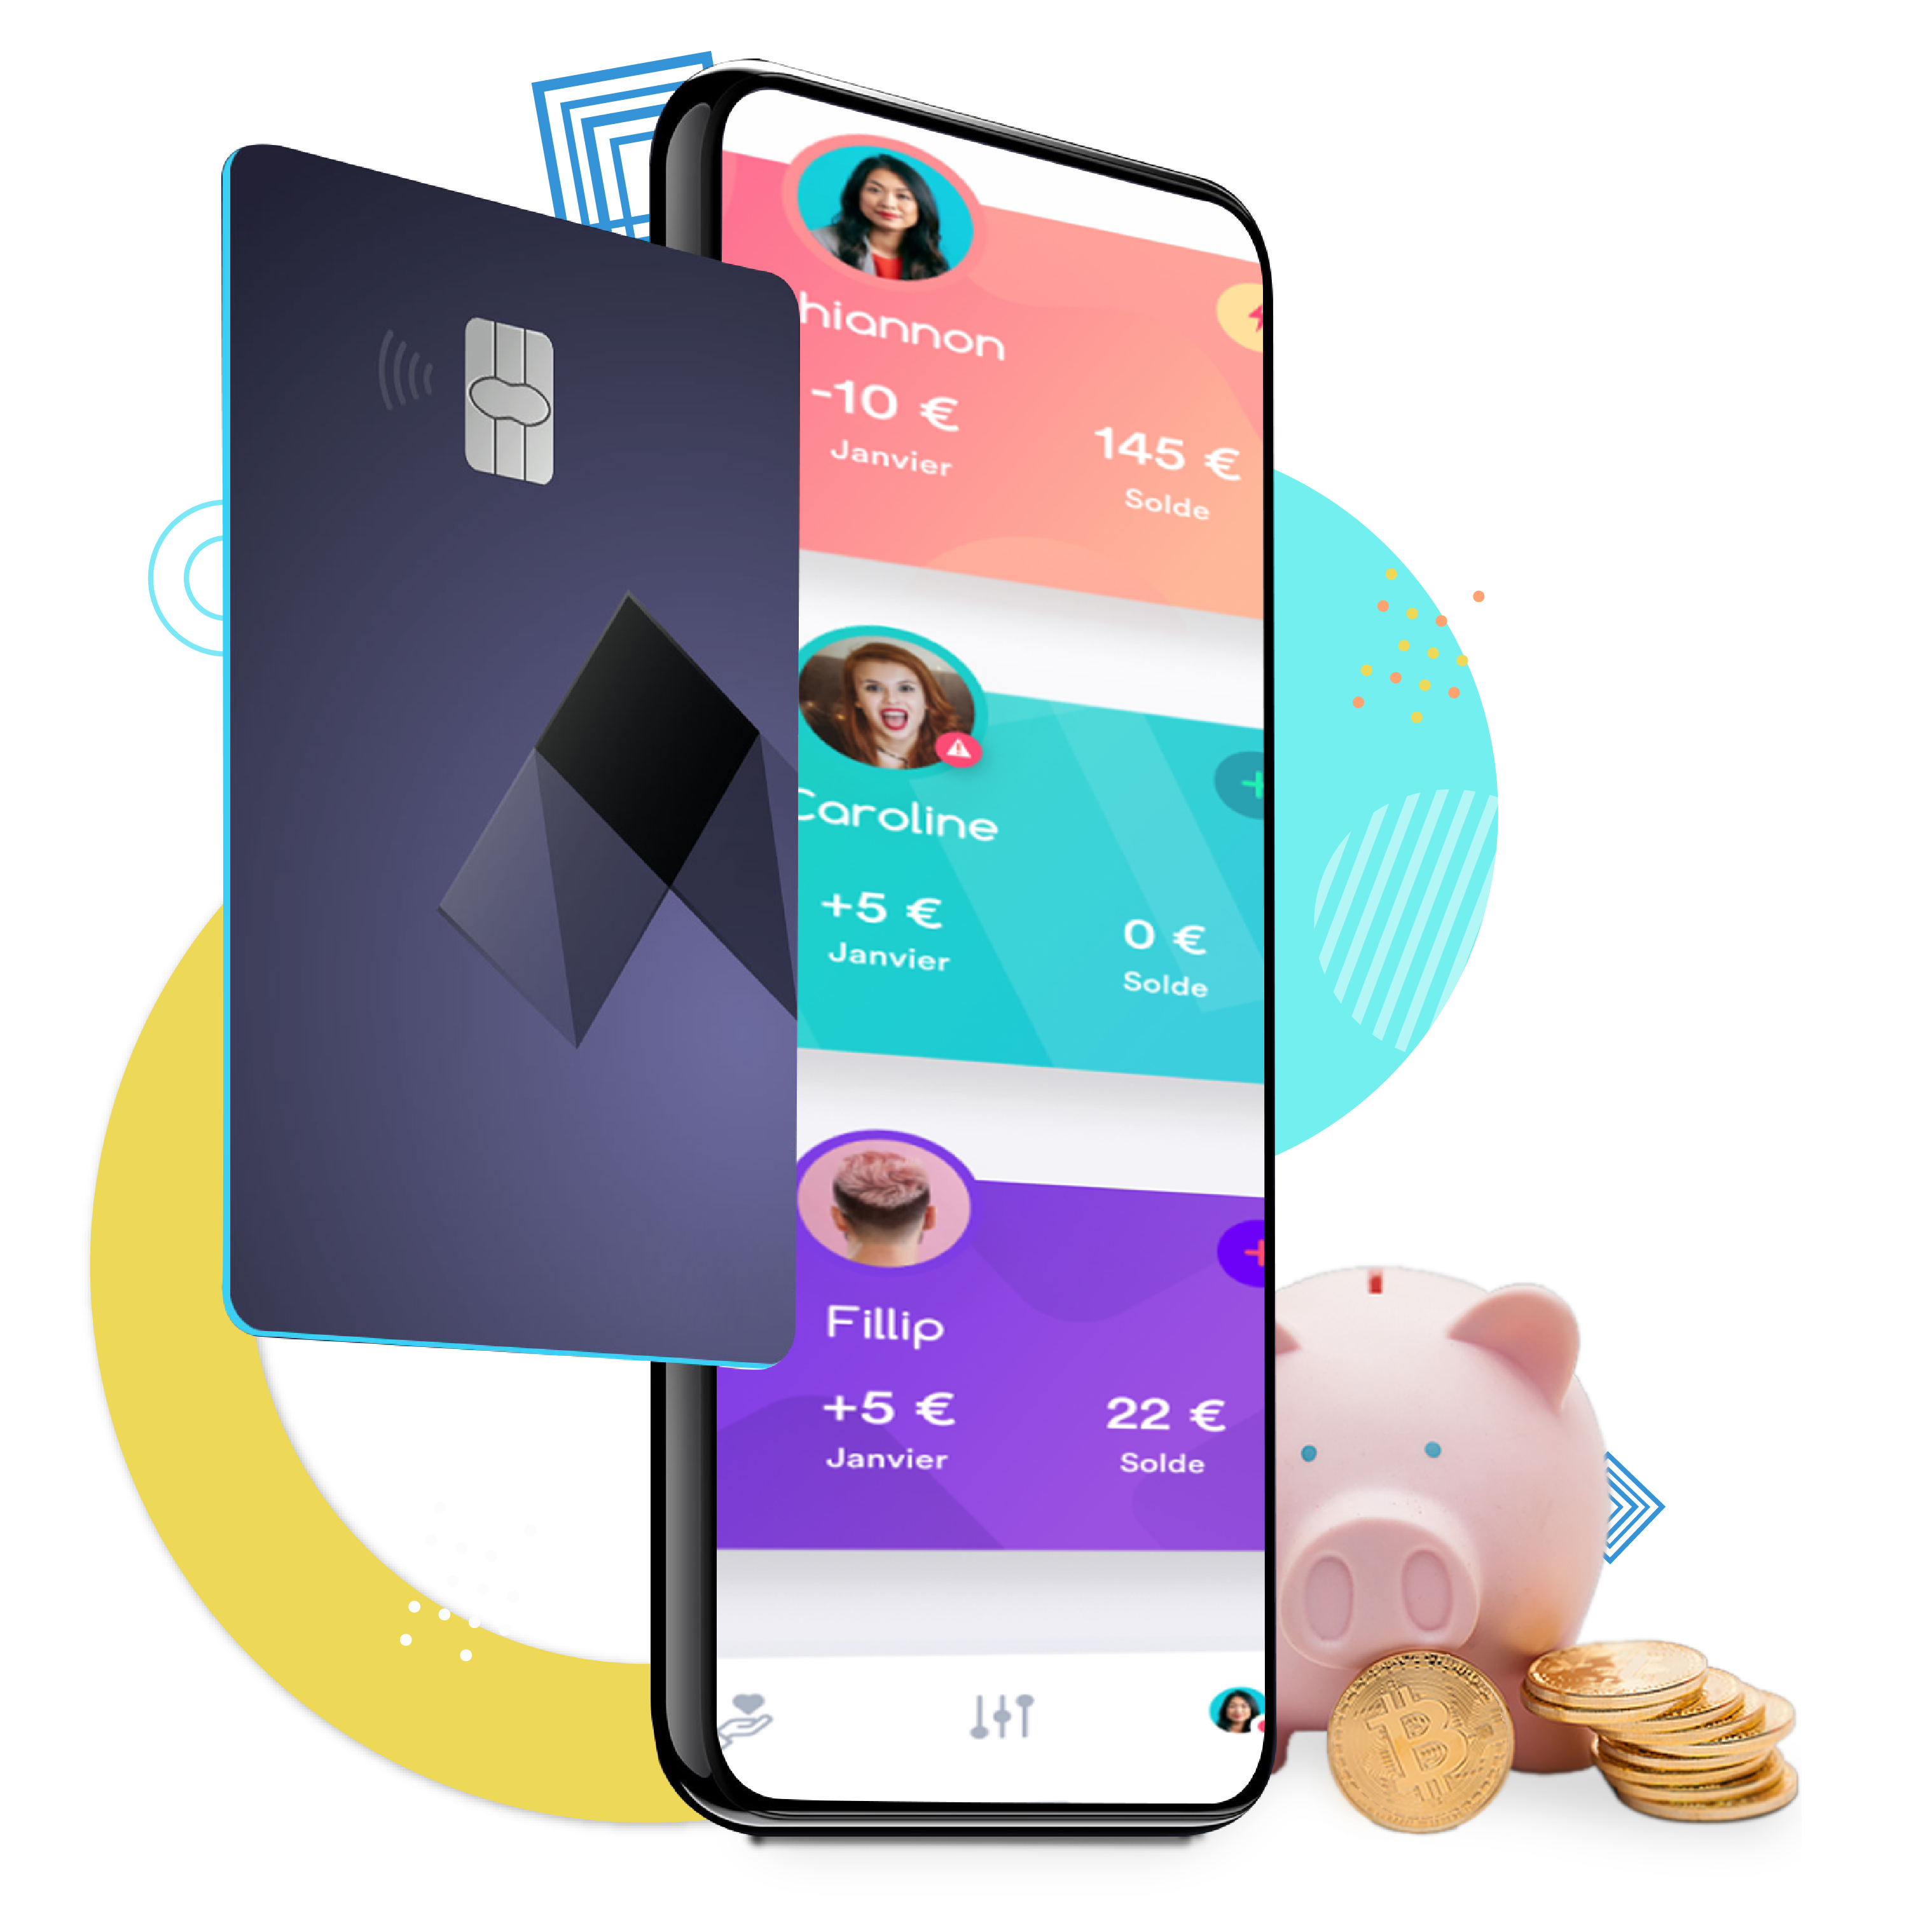 hiannon
-10 €
145 €
Janvier
Solde
Caroline
+5 €
0 €
Janvier
Solde
Fillip
+5 €
22 €
Janvier
Solde